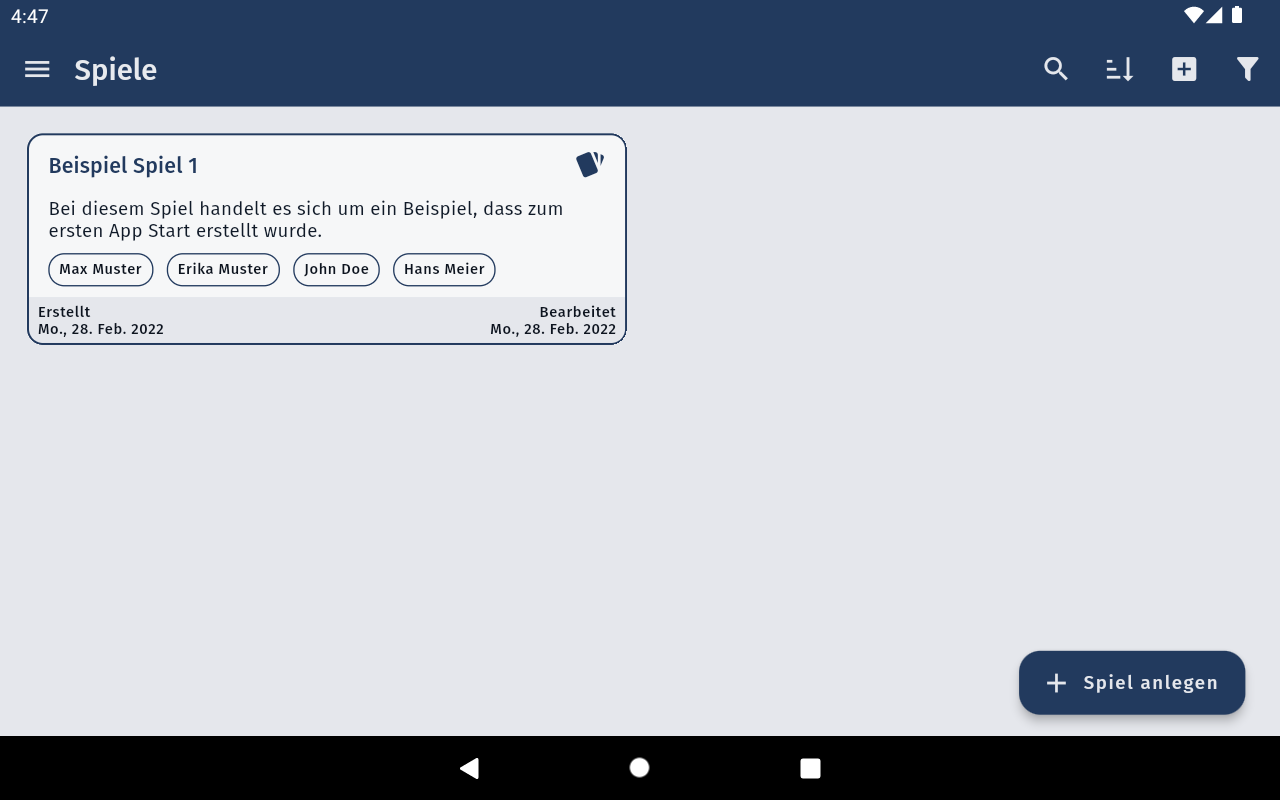 4:47
Spiele
Beispiel Spiel 1
Bei diesem Spiel handelt es sich um ein Beispiel, dass zum
ersten App Start erstellt wurde.
Max Muster Erika Muster John Doe Hans Meier
Erstellt Bearbeitet
Mo., 28. Feb. 2022 Mo., 28. Feb. 2022
Spiel anlegen